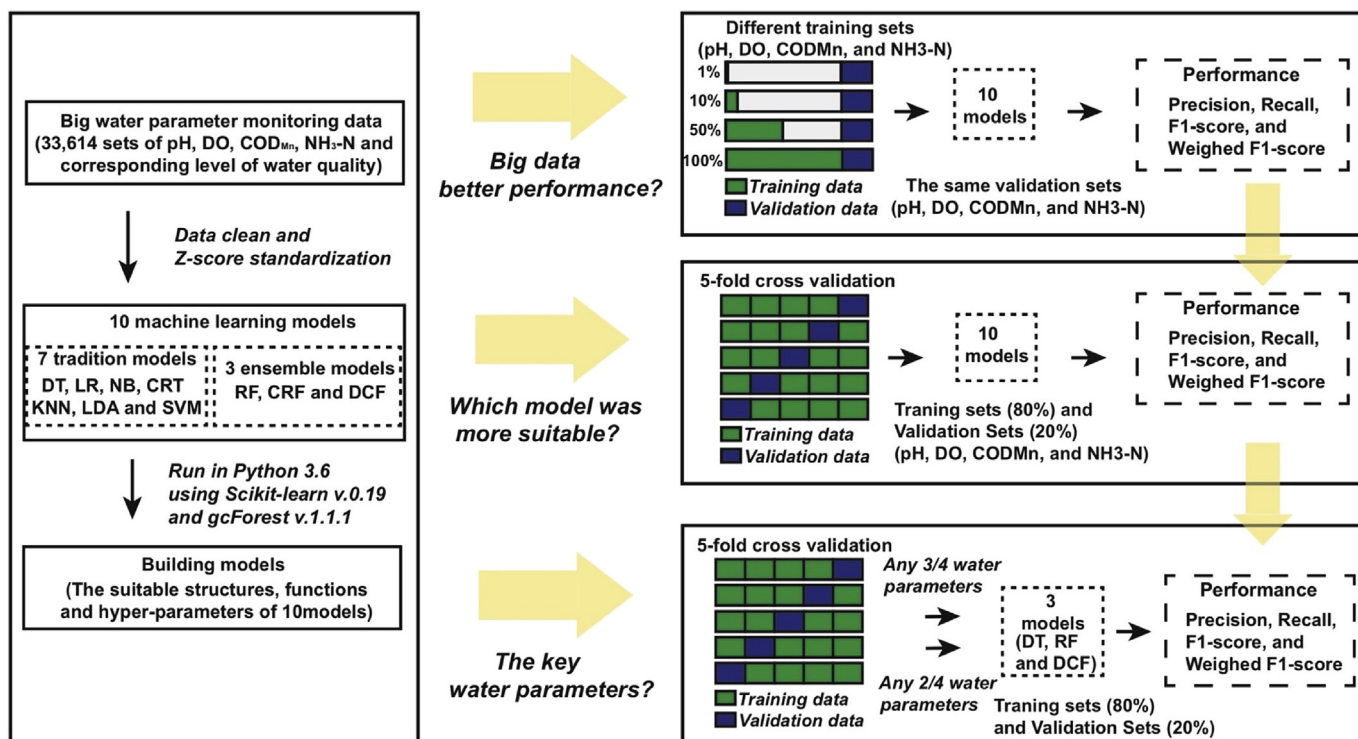 Big water parameter monitoring data
(33,614 sets of pH, DO, CODMn, NH3-N and
corresponding level of water quality)
Data clean and
Z-score standardization
10 machine learning models
7 tradition models
DT, LR, NB, CRT
KNN, LDA and SVM
3 ensemble models
RF, CRF and DCF
Run in Python 3.6
using Scikit-learn v.0.19
and gcForest v.1.1.1
Building models
(The suitable structures, functions
and hyper-parameters of 10models)
Big data
better performance?
Which model was
more suitable?
The key
water parameters?
Different training sets
(pH, DO, CODMn, and NH3-N)
1%
10%
50%
100%
Training data
Validation data
10
models
The same validation sets
(pH, DO, CODMn, and NH3-N)
Performance
Precision, Recall,
F1-score, and
Weighed F1-score
5-fold cross validation
Training data
Validation data
10
models
Traning sets (80%) and
Validation Sets (20%)
(pH, DO, CODMn, and NH3-N)
Performance
Precision, Recall,
F1-score, and
Weighed F1-score
5-fold cross validation
Training data
Validation data
Any 3/4 water
parameters
Any 2/4 water
parameters
3
models
(DT, RF
and DCF)
Traning sets (80%)
and Validation Sets (20%)
Performance
Precision, Recall,
F1-score, and
Weighed F1-score